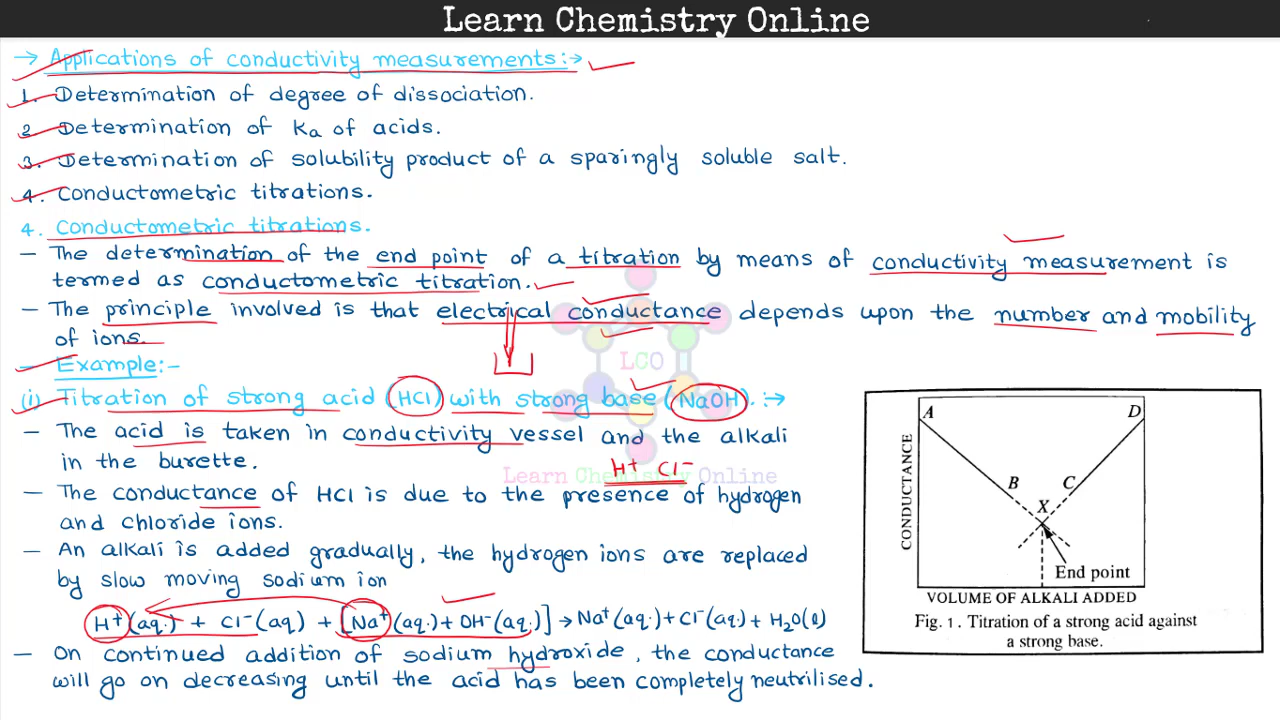 Learn Chemistry Online
→ Applications of conductivity measurements:→
1. Determination of degree of dissociation.
2. Determination of Ka of acids.
3. Determination of solubility product of a sparingly soluble salt.
4. Conductometric titrations.
4. Conductometric titrations.
– The determination of the end point of a titration by means of conductivity measurement is
termed as conductometric titration.
– The principle involved is that electrical conductance depends upon the number and mobility
of ions.
LCO
– Example:-
(i) Titration of strong acid (HCl) with strong base (NaOH). :→
– The acid is taken in conductivity vessel and the alkali
in the burette.
H+ Cl–
Learn Chemistry Online
– The conductance of HCl is due to the presence of hydrogen
and chloride ions.
– An alkali is added gradually, the hydrogen ions are replaced
by slow moving sodium ion
H+(aq.) + Cl–(aq) + [Na+(aq.) + OH–(aq.)] → Na+(aq.) + Cl–(aq.) + H2O(l)
– On continued addition of sodium hydroxide, the conductance
will go on decreasing until the acid has been completely neutrilised.
A D
CONDUCTANCE
B C
X
End point
VOLUME OF ALKALI ADDED
Fig. 1. Titration of a strong acid against
a strong base.